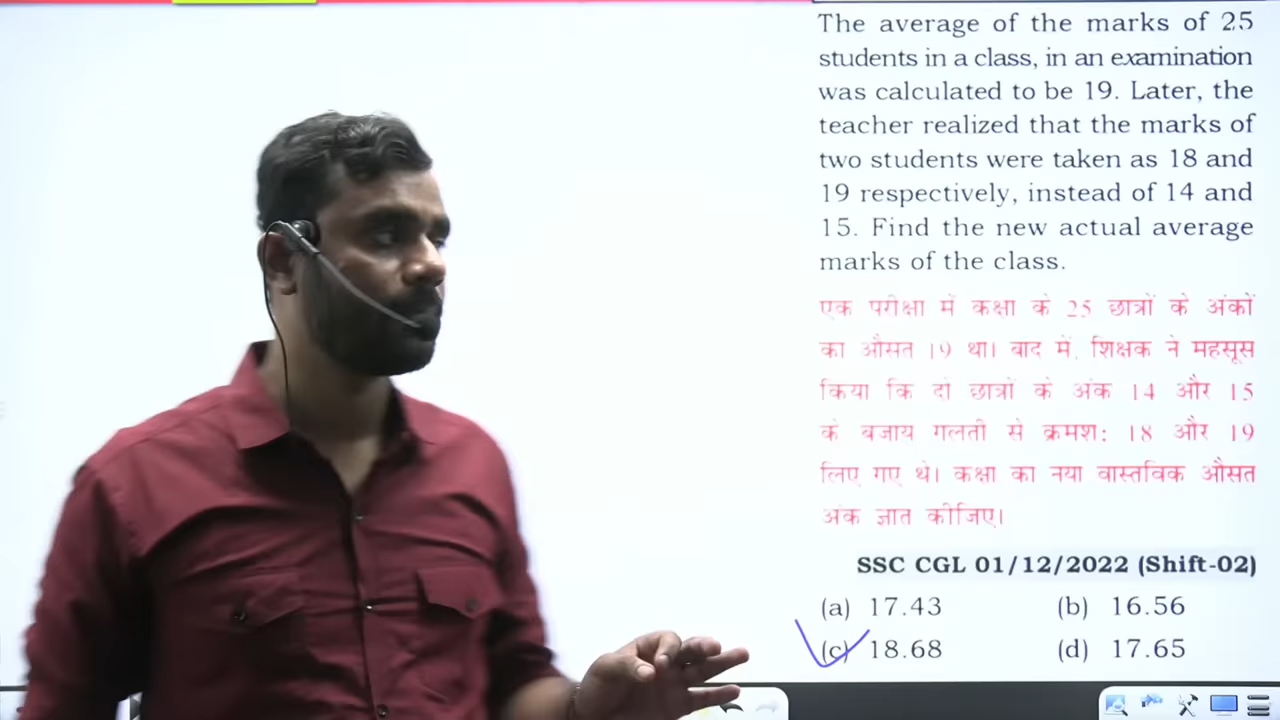 The average of the marks of 25
students in a class, in an examination
was calculated to be 19. Later, the
teacher realized that the marks of
two students were taken as 18 and
19 respectively, instead of 14 and
15. Find the new actual average
marks of the class.
एक परीक्षा में कक्षा के 25 छात्रों के अंकों
का औसत 19 था। बाद में, शिक्षक ने महसूस
किया कि दो छात्रों के अंक 14 और 15
के बजाय गलती से क्रमश: 18 और 19
लिए गए थे। कक्षा का नया वास्तविक औसत
अंक ज्ञात कीजिए।
SSC CGL 01/12/2022 (Shift-02)
(a) 17.43 (b) 16.56
(c) 18.68 (d) 17.65